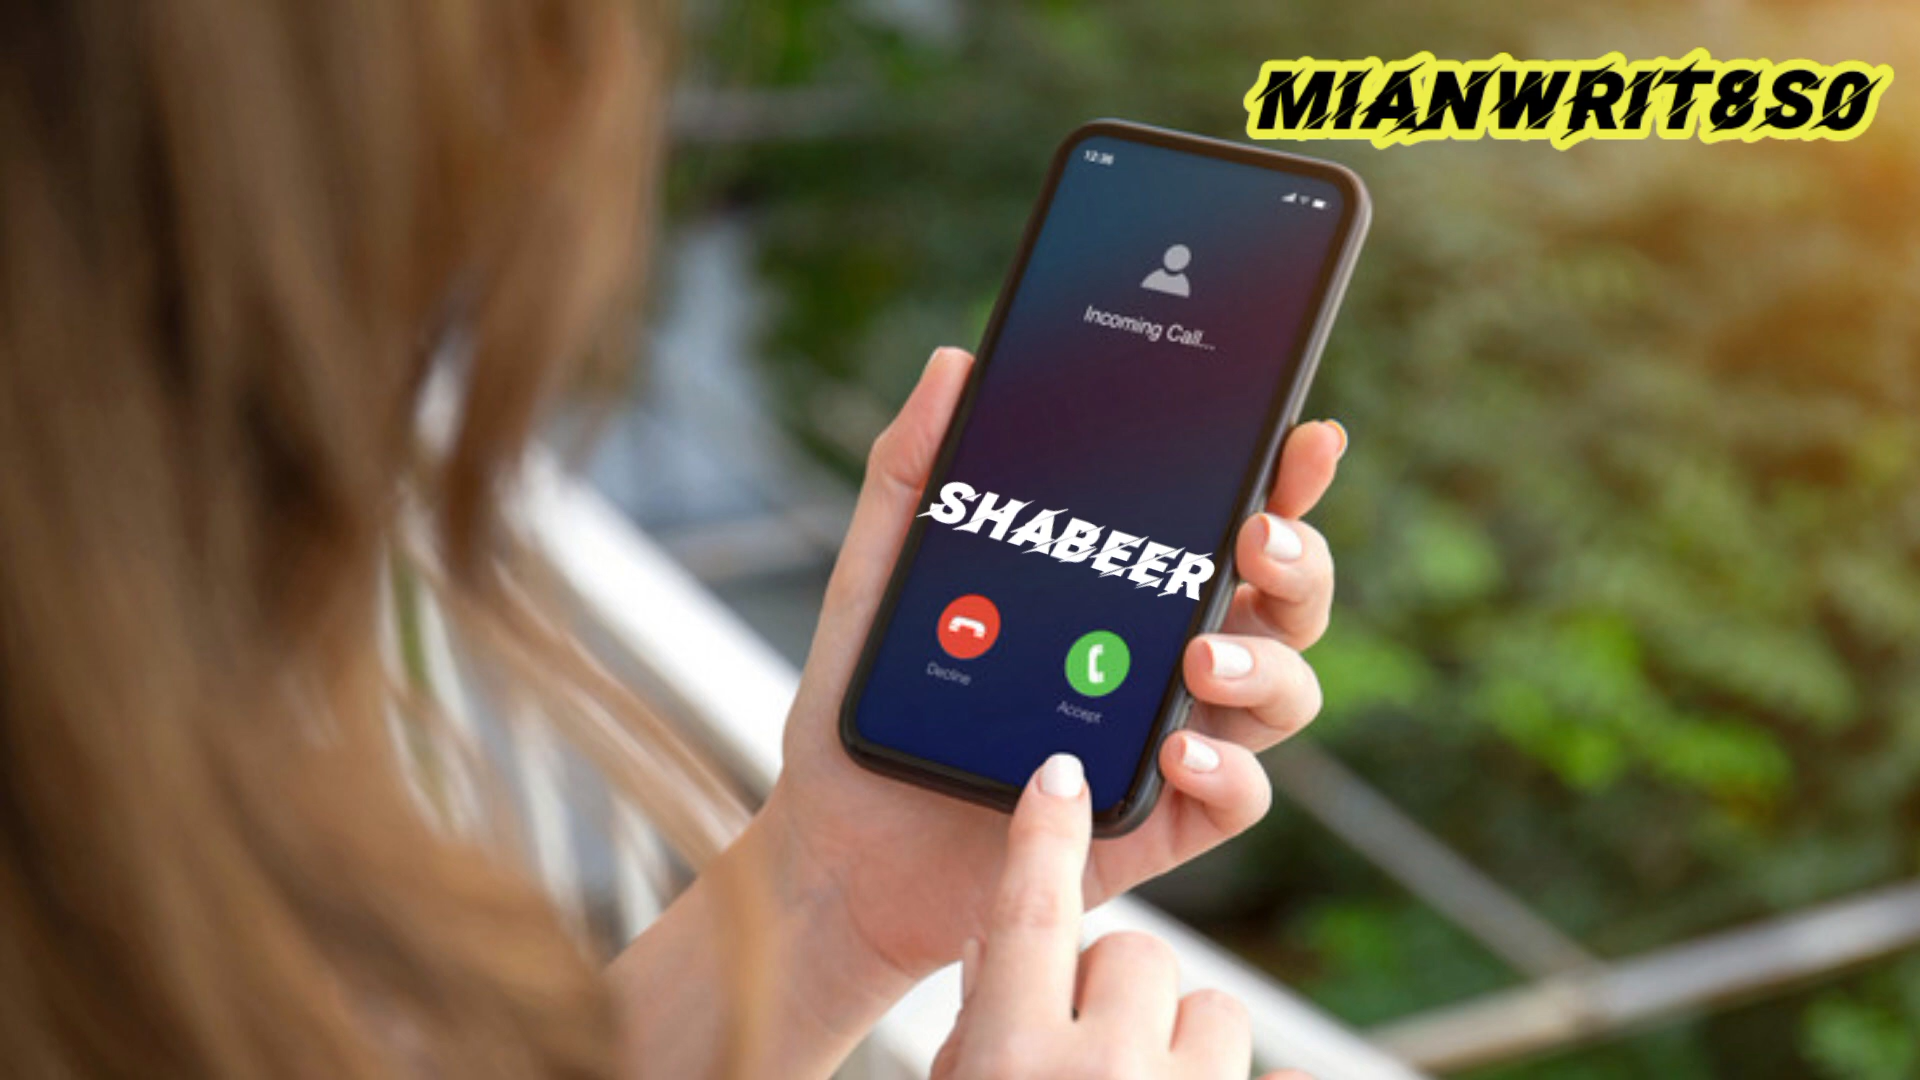 MIANWRIT8S0
12:36
Incoming Call...
SHABEER
Decline
Accept